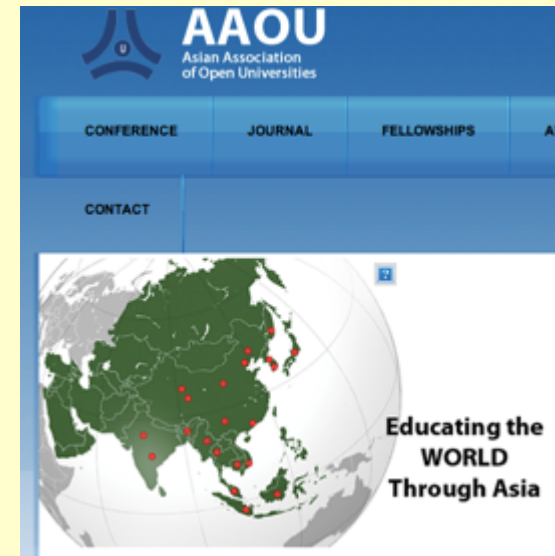 U
AAOU
Asian Association
of Open Universities
CONFERENCE
JOURNAL
FELLOWSHIPS
A
CONTACT
?
Educating the
WORLD
Through Asia